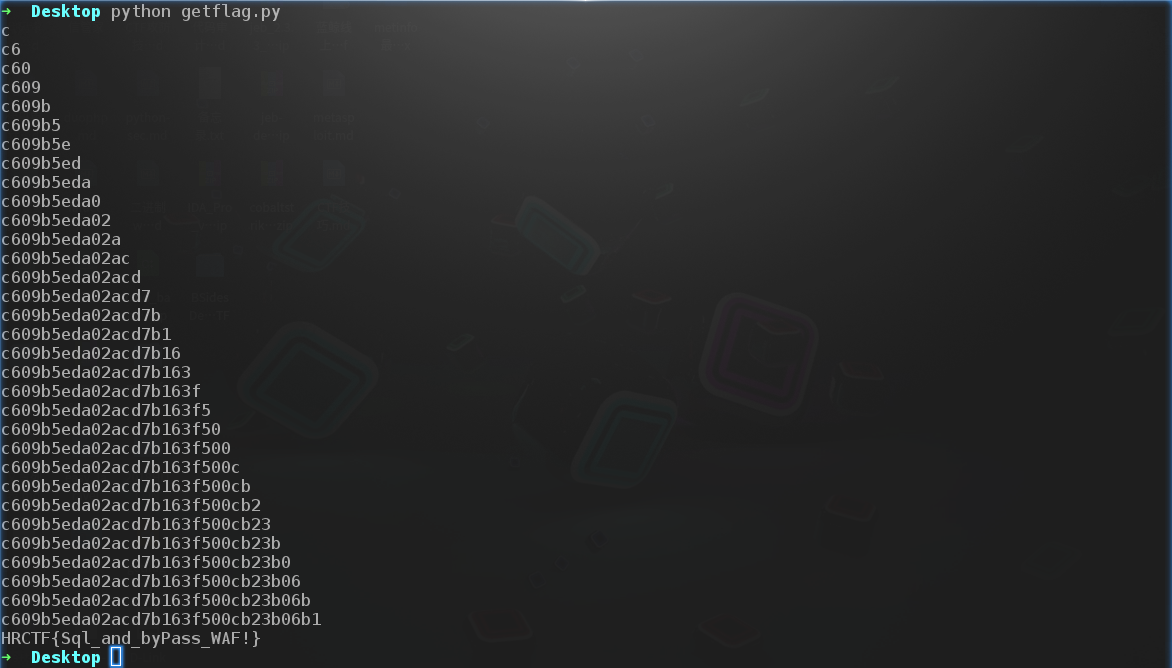 → Desktop python getflag.py
c
c6
c60
c609
c609b
c609b5
c609b5e
c609b5ed
c609b5eda
c609b5eda0
c609b5eda02
c609b5eda02a
c609b5eda02ac
c609b5eda02acd
c609b5eda02acd7
c609b5eda02acd7b
c609b5eda02acd7b1
c609b5eda02acd7b16
c609b5eda02acd7b163
c609b5eda02acd7b163f
c609b5eda02acd7b163f5
c609b5eda02acd7b163f50
c609b5eda02acd7b163f500
c609b5eda02acd7b163f500c
c609b5eda02acd7b163f500cb
c609b5eda02acd7b163f500cb2
c609b5eda02acd7b163f500cb23
c609b5eda02acd7b163f500cb23b
c609b5eda02acd7b163f500cb23b0
c609b5eda02acd7b163f500cb23b06
c609b5eda02acd7b163f500cb23b06b
c609b5eda02acd7b163f500cb23b06b1
HRCTF{Sql_and_byPass_WAF!}
→ Desktop